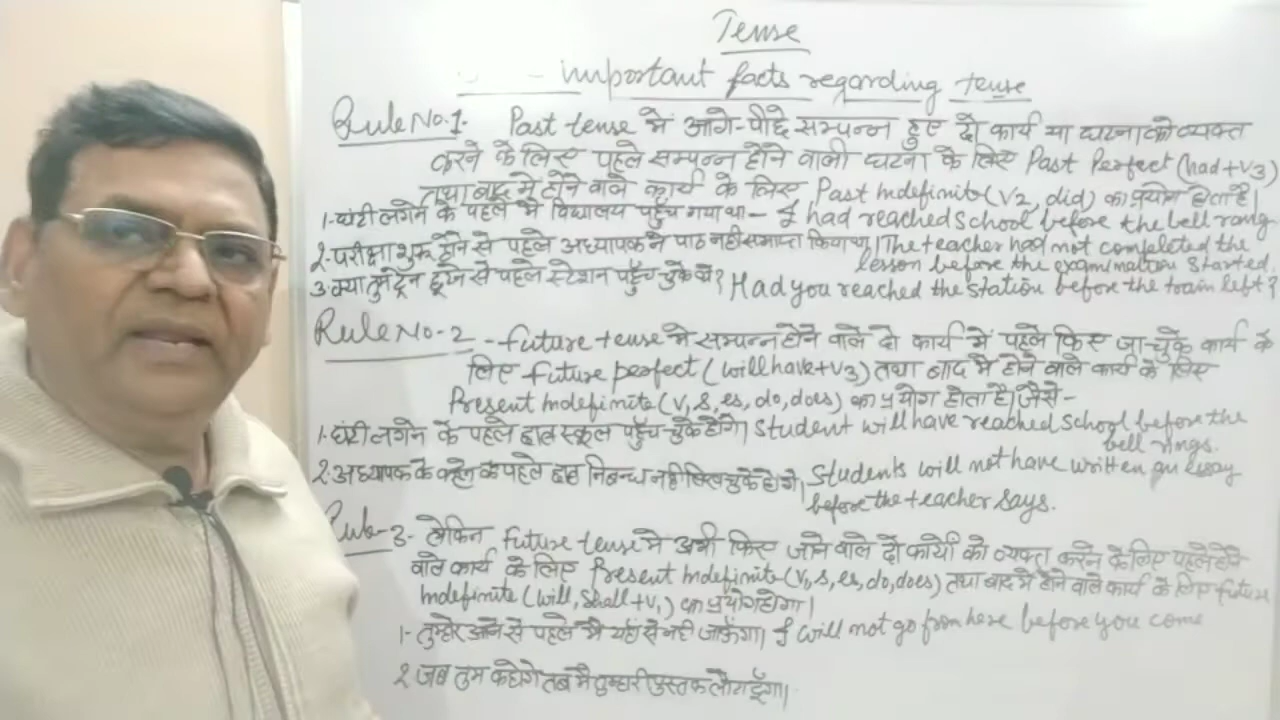 Tense
important facts regarding tense
Rule No.1- Past tense में आगे-पीछे सम्पन्न हुए दो कार्य या घटना को व्यक्त
करने के लिए पहले सम्पन्न होने वाली घटना के लिए Past Perfect (had+V3)
तथा बाद में होने वाले कार्य के लिए Past Indefinite (V2, did) का प्रयोग होता है।
1- घंटी लगने के पहले मैं विद्यालय पहुँच गया था - I had reached school before the bell rang
2- परीक्षा शुरू होने से पहले अध्यापक ने पाठ नहीं समाप्त किया था। The teacher had not completed the
lesson before the examination started.
3- क्या तुम ट्रेन छूटने से पहले स्टेशन पहुँच चुके थे? Had you reached the station before the train left?
Rule No-2 - future tense में सम्पन्न होने वाले दो कार्य में पहले किए जा चुके कार्य के
लिए future perfect (will have+V3) तथा बाद में होने वाले कार्य के लिए
Present Indefinite (V, s, es, do, does) का प्रयोग होता है। जैसे -
1. घंटी लगने के पहले छात्र स्कूल पहुँच चुके होंगे। Student will have reached school before the
bell rings.
2. अध्यापक के कहने के पहले छात्र निबन्ध नहीं लिख चुके होंगे। Students will not have written an essay
before the teacher says.
Rule 3- लेकिन future tense में अभी किए जाने वाले दो कार्यों को व्यक्त करने के लिए पहले होने
वाले कार्य के लिए Present Indefinite (V, s, es, do, does) तथा बाद में होने वाले कार्य के लिए future
Indefinite (will, shall+V1) का प्रयोग होगा।
1- तुम्हारे आने से पहले मैं यहाँ से नहीं जाऊंगा। I will not go from here before you come
2 जब तुम कहोगे तब मैं तुम्हारी पुस्तक लौटा दूँगा।